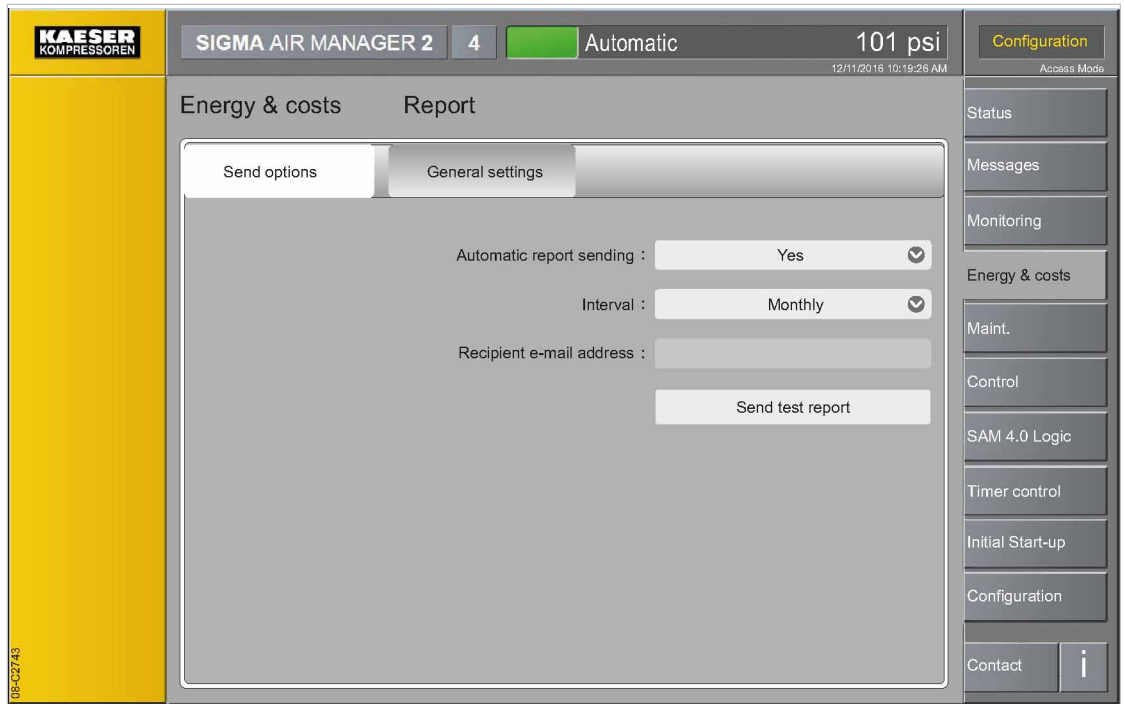 KAESER
KOMPRESSOREN
SIGMA AIR MANAGER 2 4 Automatic 101 psi
12/11/2016 10:19:26 AM
Configuration
Access Mode
Energy & costs Report
Send options General settings
Automatic report sending : Yes
Interval : Monthly
Recipient e-mail address :
Send test report
Status
Messages
Monitoring
Energy & costs
Maint.
Control
SAM 4.0 Logic
Timer control
Initial Start-up
Configuration
Contact i
08-C2743